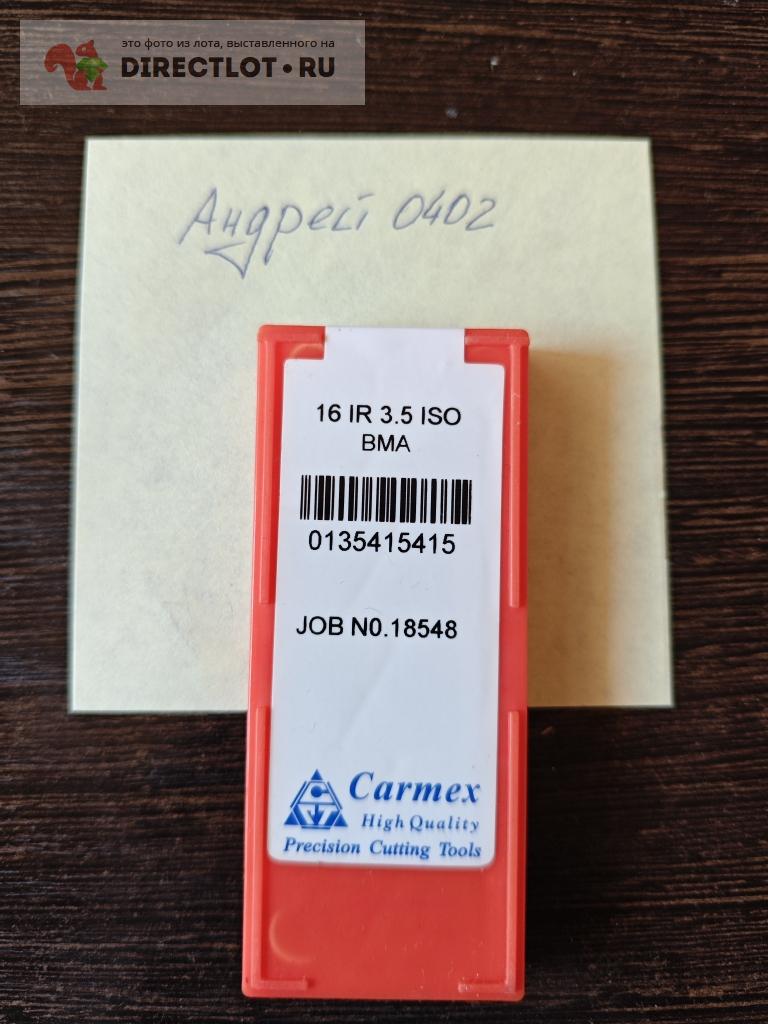 это фото из лота, выставленного на
DIRECTLOT•RU
Андрей 0402
16 IR 3.5 ISO
BMA
0135415415
JOB N0.18548
Carmex
High Quality
Precision Cutting Tools